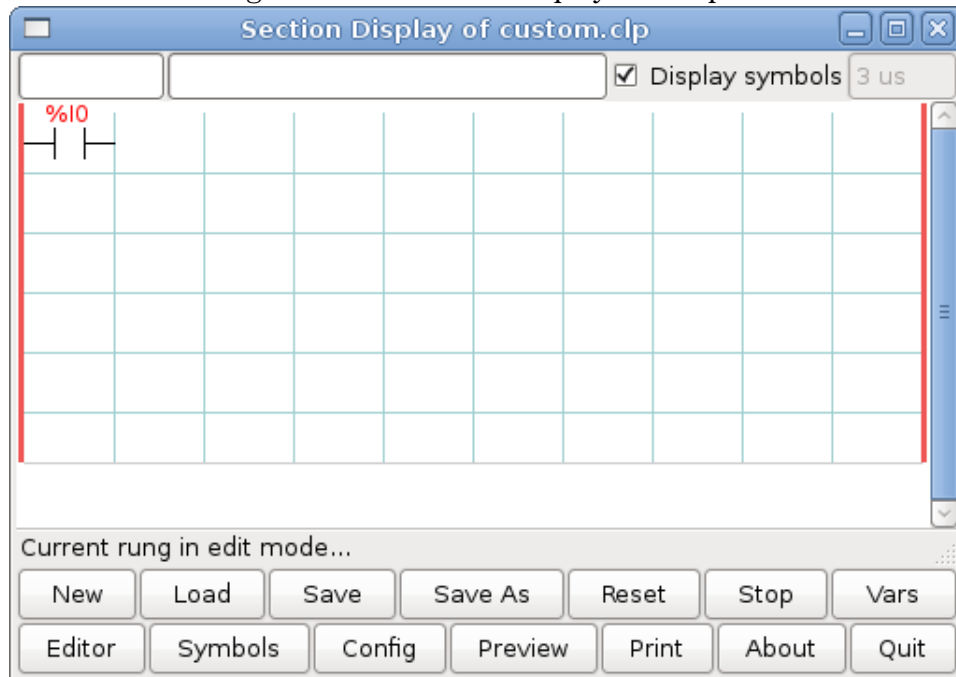 Section Display of custom.clp
Display symbols 3 us
%I0
Current rung in edit mode...
New Load Save Save As Reset Stop Vars
Editor Symbols Config Preview Print About Quit